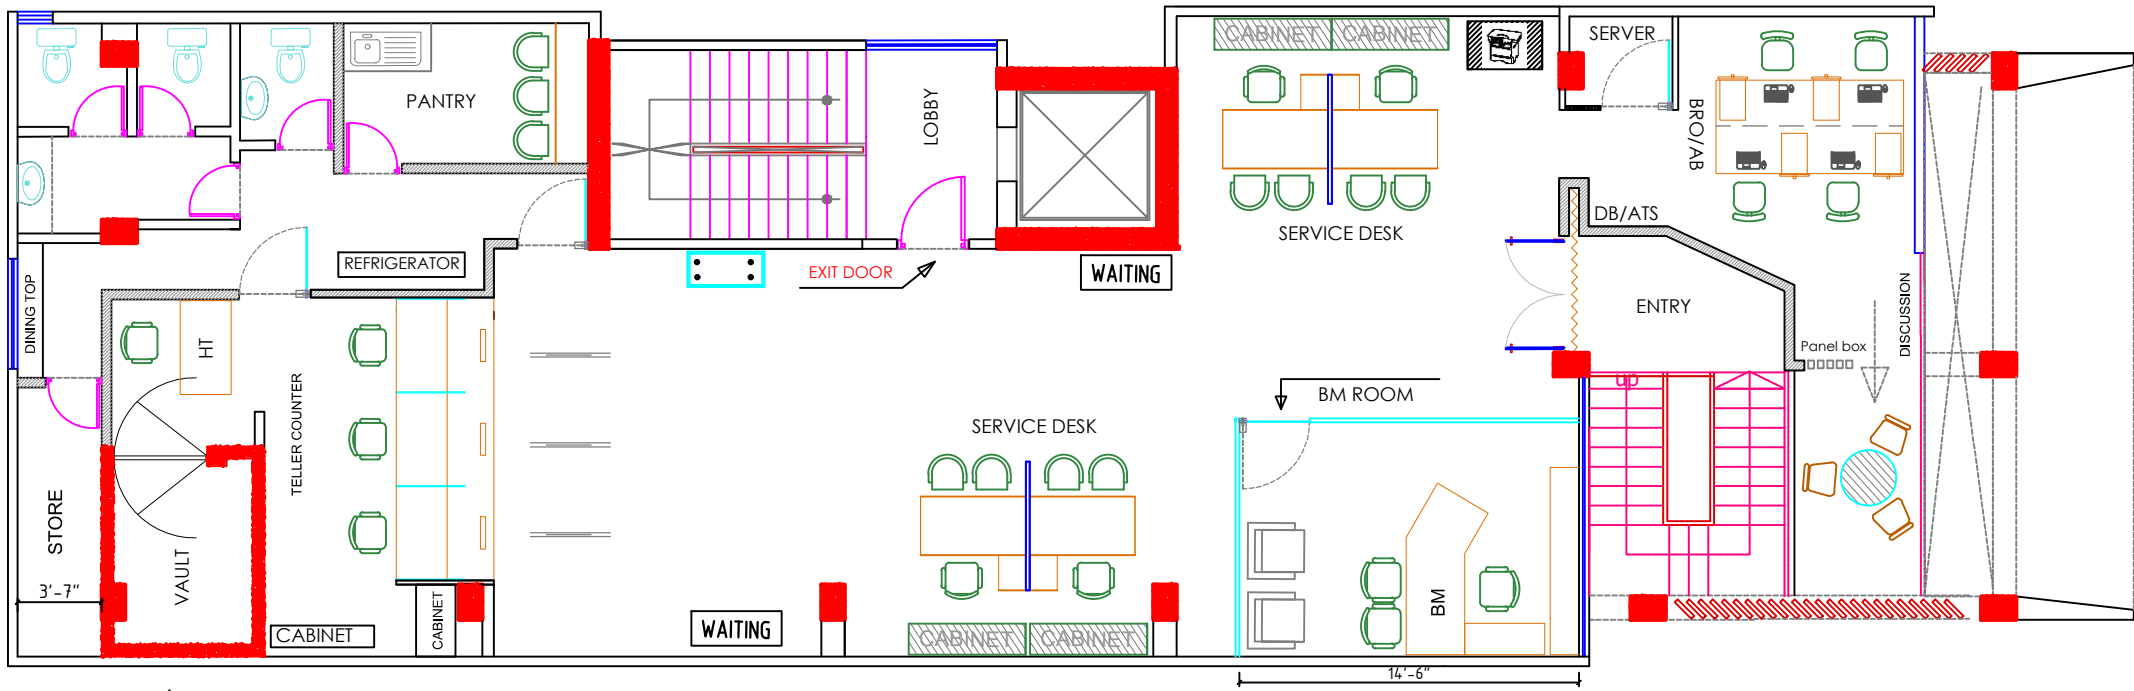 CABINET CABINET
SERVER
PANTRY
LOBBY
BRO/AB
SERVICE DESK
DB/ATS
REFRIGERATOR
EXIT DOOR
WAITING
DINING TOP
HT
ENTRY
DISCUSSION
Panel box
up
BM ROOM
TELLER COUNTER
SERVICE DESK
STORE
VAULT
3'-7"
CABINET
CABINET
WAITING
CABINET CABINET
BM
14'-6"